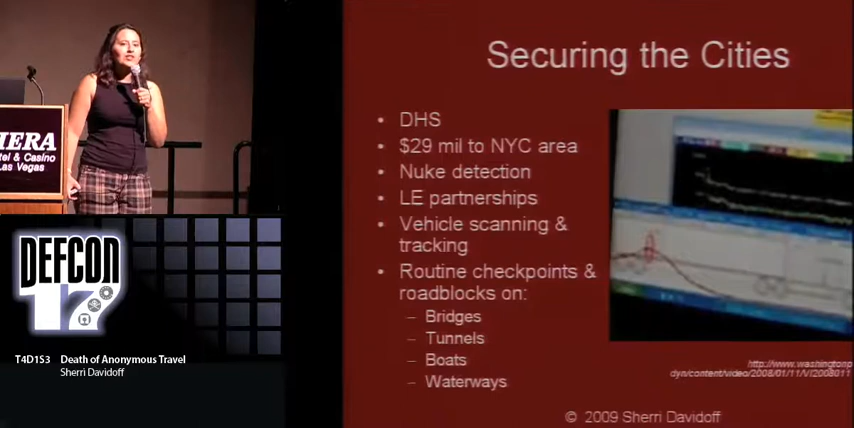 Securing the Cities
• DHS
• $29 mil to NYC area
• Nuke detection
• LE partnerships
• Vehicle scanning &
tracking
• Routine checkpoints &
roadblocks on:
– Bridges
– Tunnels
– Boats
– Waterways
http://www.washingtonp
dyn/content/video/2008/01/11/VI2008011
© 2009 Sherri Davidoff
IERA
tel & Casino
Las Vegas
DEFCON
17
T4D1S3 Death of Anonymous Travel
Sherri Davidoff